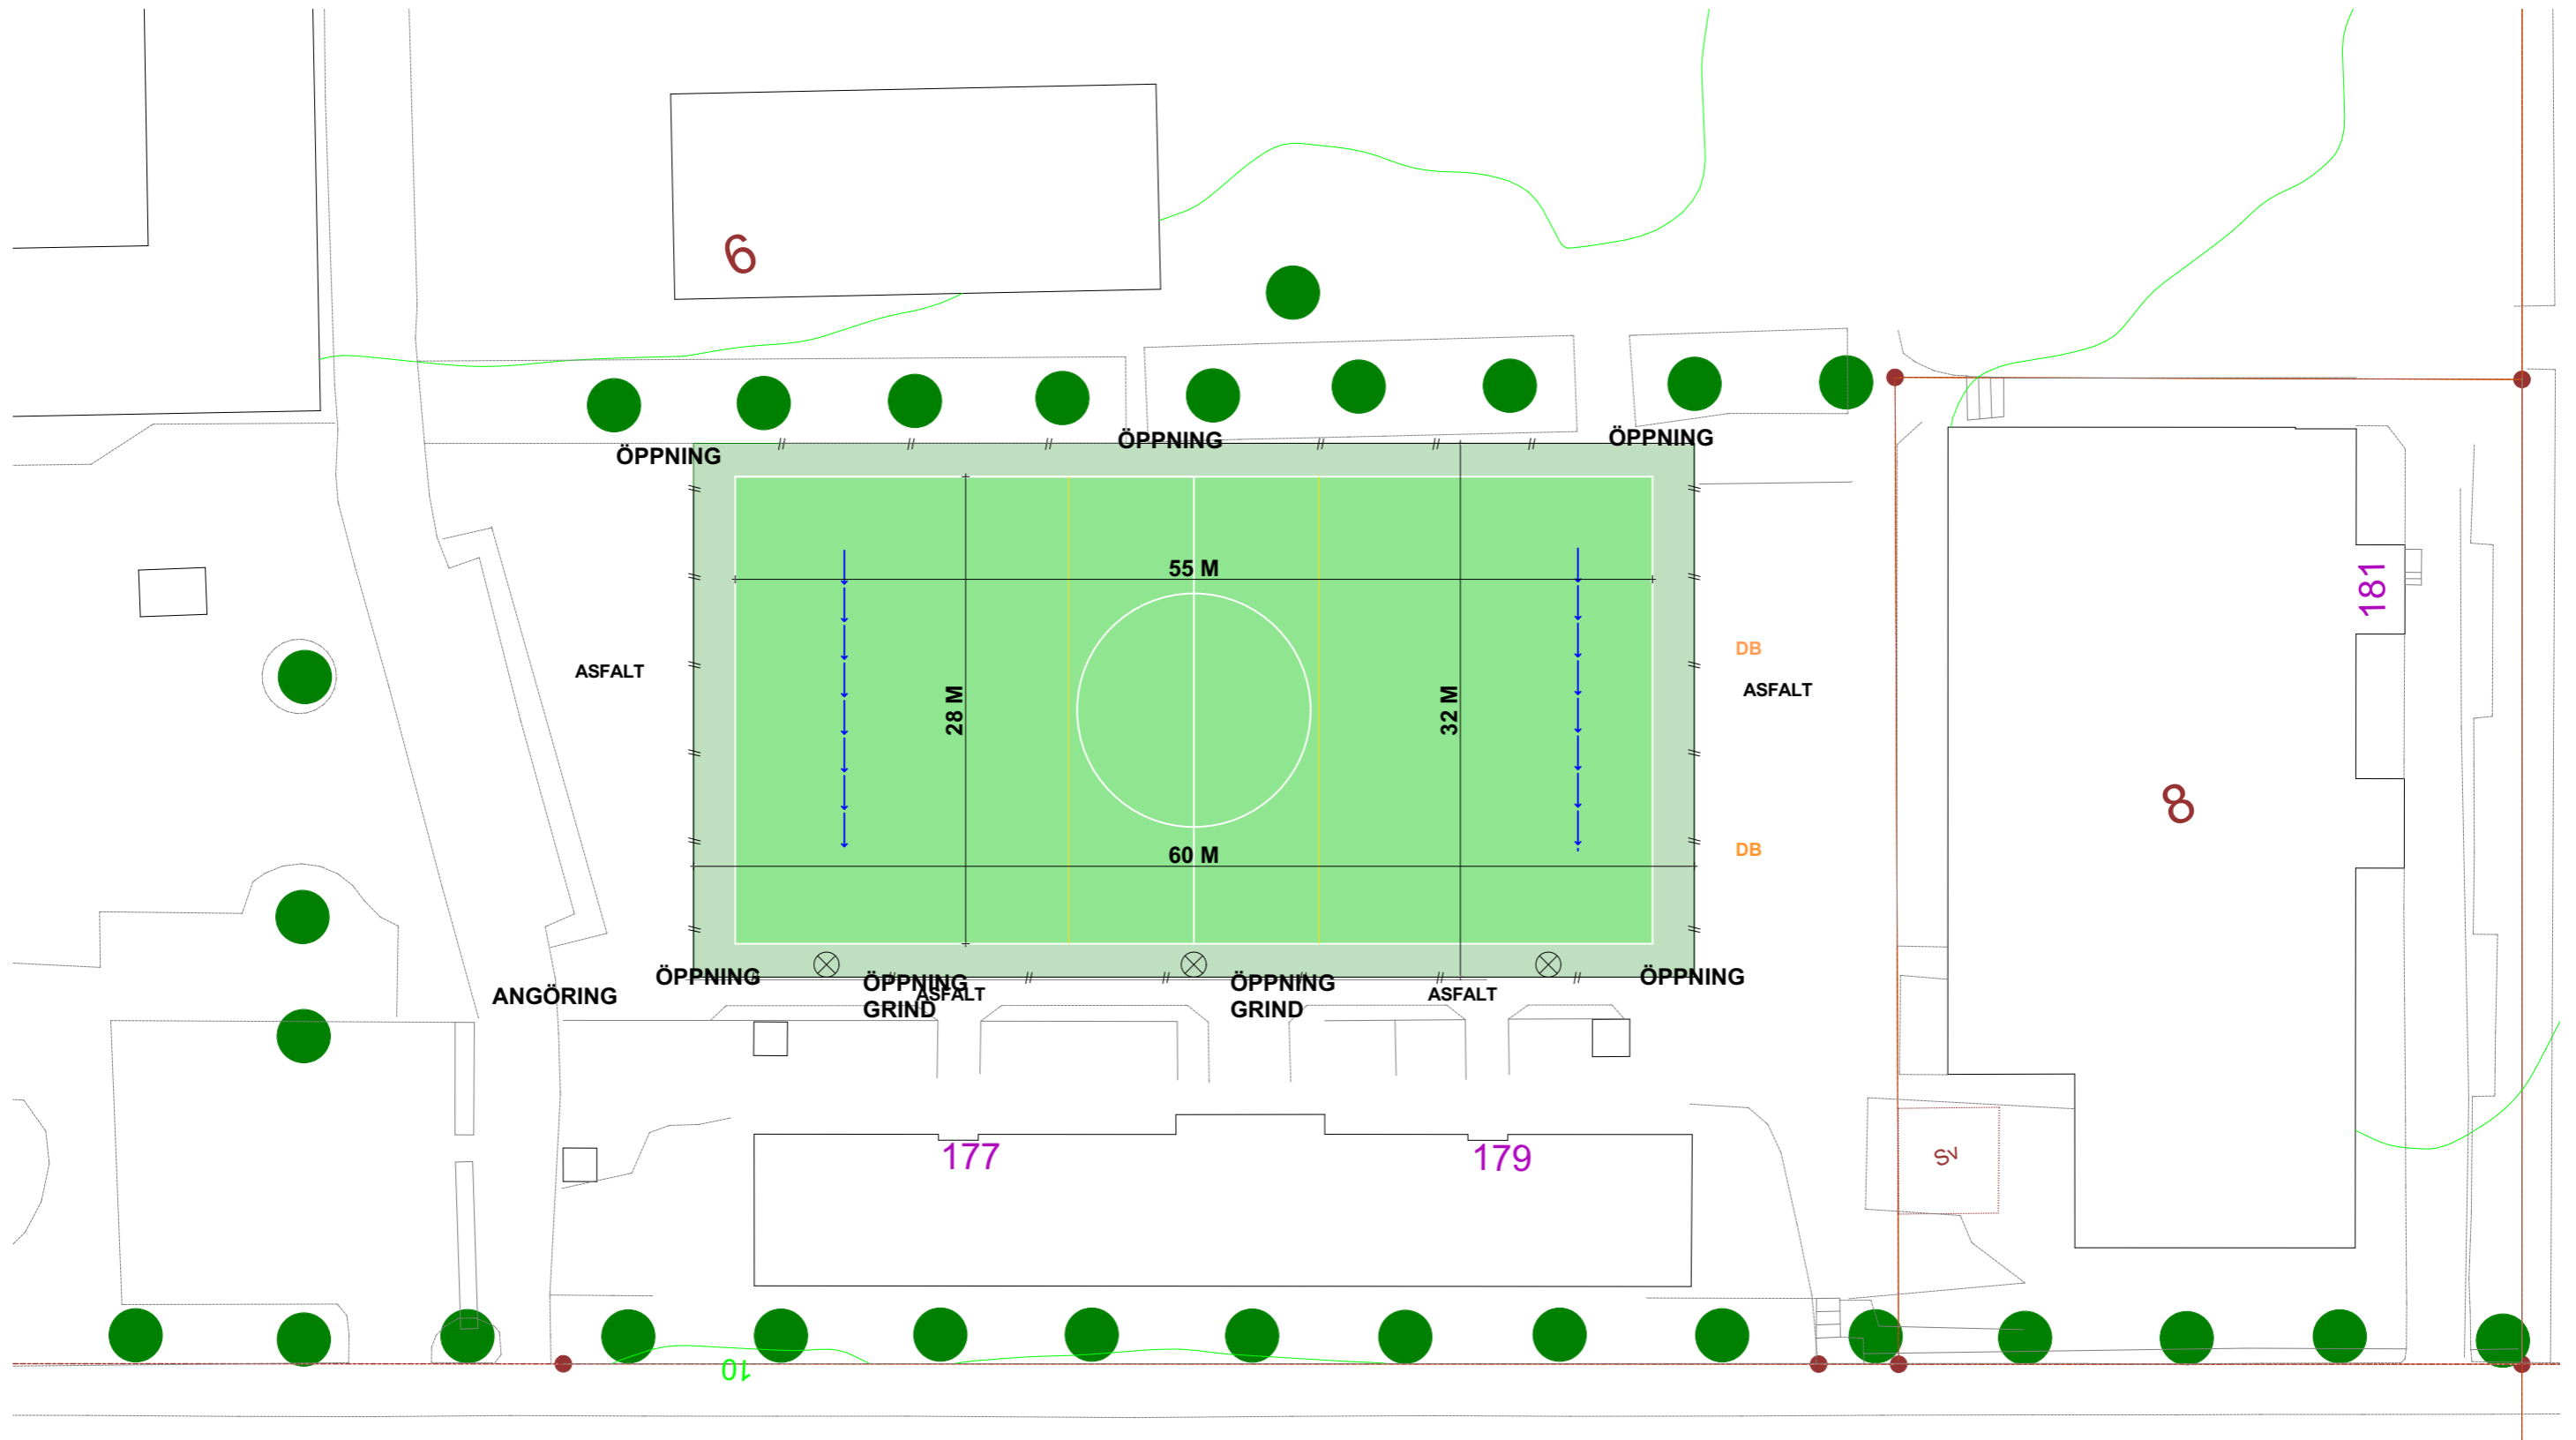 6
ÖPPNING
ÖPPNING
ÖPPNING
55 M
181
DB
ASFALT
ASFALT
28 M
32 M
8
DB
60 M
ÖPPNING
ÖPPNING
GRIND
ASFALT
ÖPPNING
GRIND
ASFALT
ÖPPNING
ANGÖRING
177
179
Sv
10